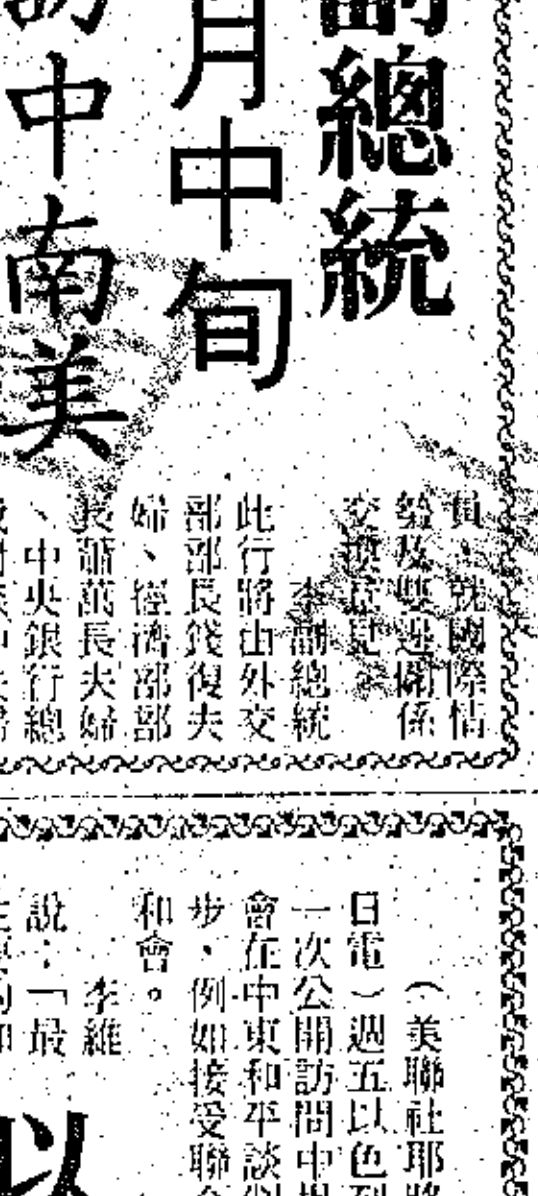 副總統
月中旬
訪中南美
員、就國際情
勢及雙邊關係
交換意見。
李副總統
此行將由外交
部部長錢復夫
婦、經濟部部
長蕭萬長夫婦
、中央銀行總
（美聯社耶
日電）週五以色列
一次公開訪問中
會在中東和平談
步，例如接受聯
和會。
李維
說：「最
以